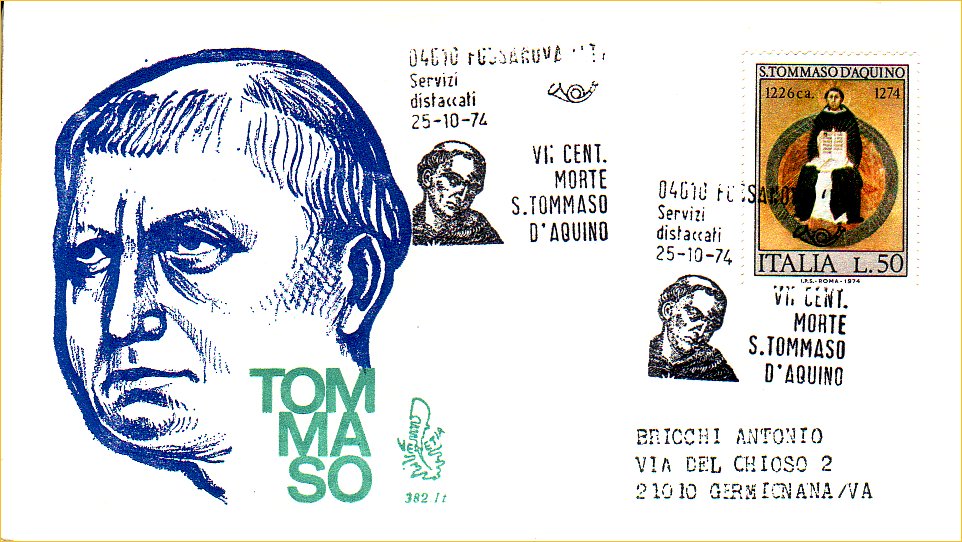 04010 FOSSANOVA (LT)
Servizi
distaccati
25-10-74
VII CENT.
MORTE
S.TOMMASO
D'AQUINO
S.TOMMASO D'AQUINO
1226 ca. 1274
ITALIA L.50
I.P.S.-ROMA-1974
04010 FOSSANOV
Servizi
distaccati
25-10-74
VII CENT.
MORTE
S.TOMMASO
D'AQUINO
TOM
MA
SO
382 It
BRICCHI ANTONIO
VIA DEL CHIOSO 2
21010 GERMIGNANA/VA